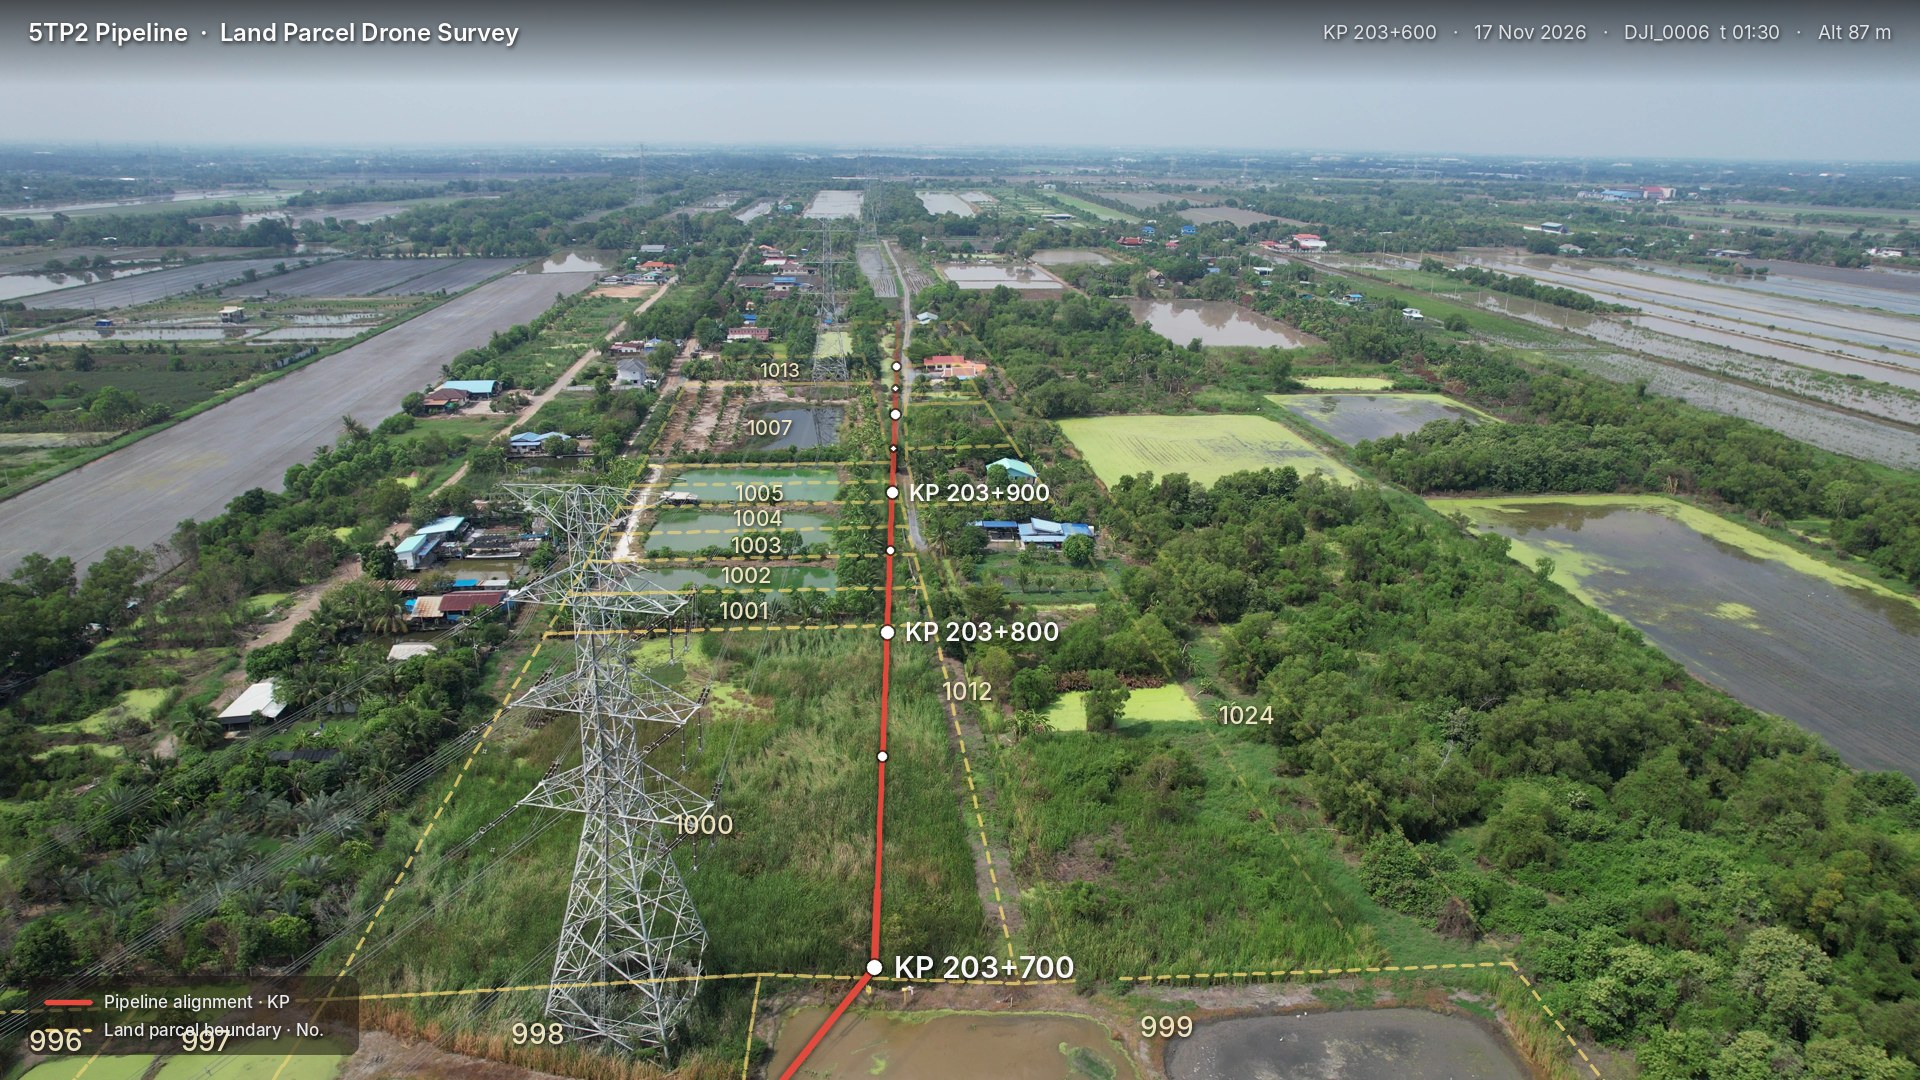 5TP2 Pipeline · Land Parcel Drone Survey
KP 203+600 · 17 Nov 2026 · DJI_0006 t 01:30 · Alt 87 m
1013
1007
1005
KP 203+900
1004
1003
1002
1001
KP 203+800
1012
1024
1000
KP 203+700
Pipeline alignment · KP
Land parcel boundary · No.
996
997
998
999